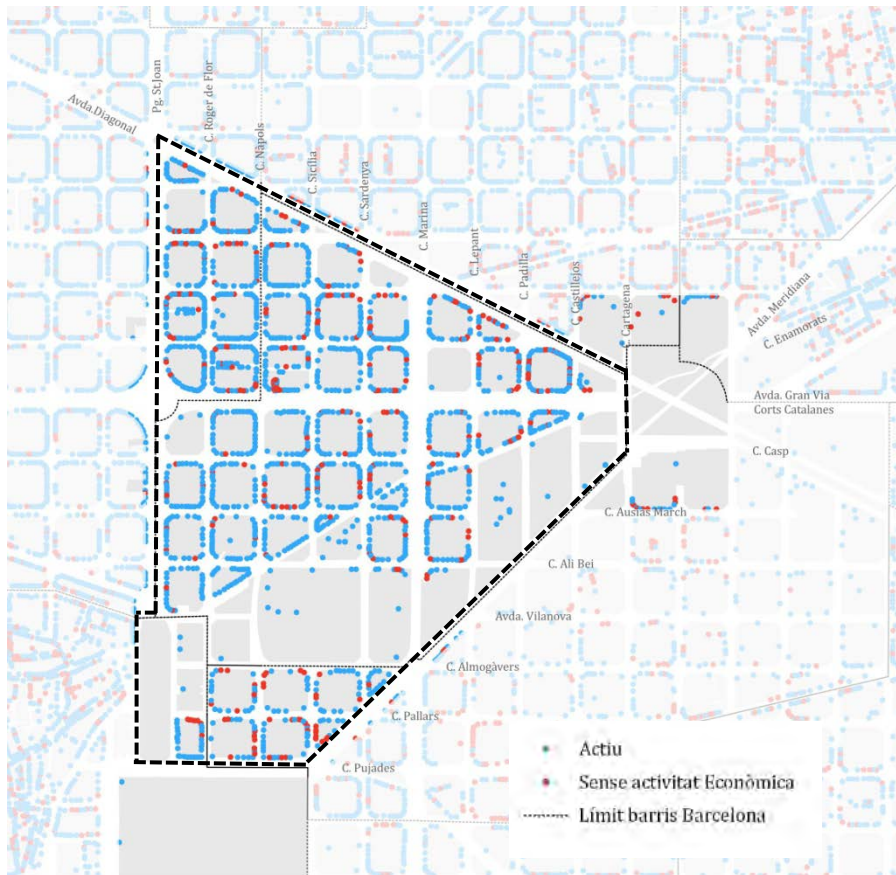 Avda.Diagonal
Pg. St.Joan
C. Roger de Flor
C. Nàpols
C. Sicília
C. Sardenya
C. Marina
C. Lepant
C. Padilla
C. Castillejos
Cartagena
Avda. Meridiana
C. Enamorats
Avda. Gran Via
Corts Catalanes
C. Casp
C. Ausiàs March
C. Alí Bei
Avda. Vilanova
C. Almogàvers
C. Pallars
C. Pujades
Actiu
Sense activitat Econòmica
Límit barris Barcelona